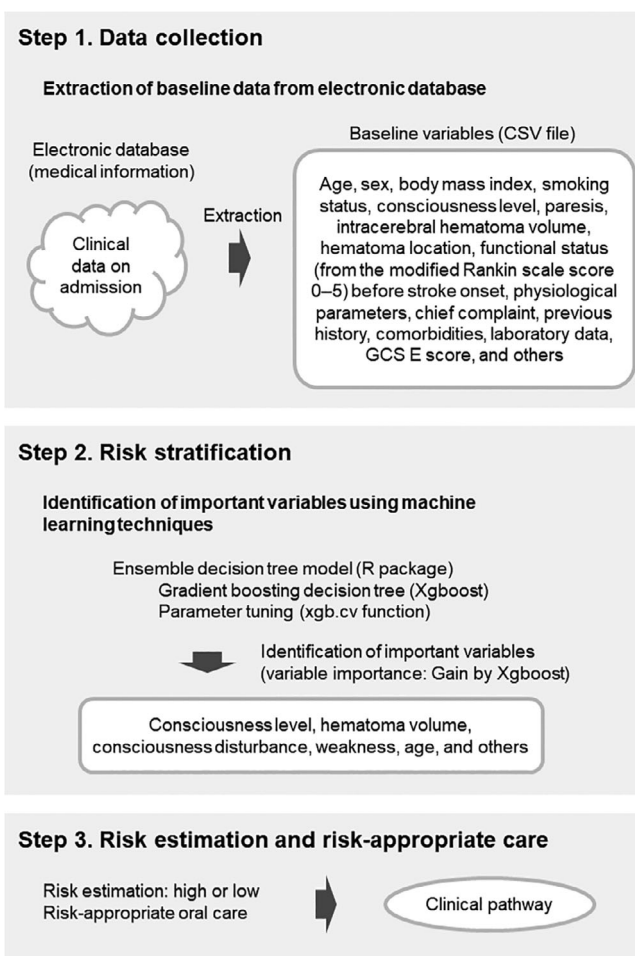 Step 1. Data collection
Extraction of baseline data from electronic database
Electronic database
(medical information)
Clinical
data on
admission
Extraction
Baseline variables (CSV file)
Age, sex, body mass index, smoking
status, consciousness level, paresis,
intracerebral hematoma volume,
hematoma location, functional status
(from the modified Rankin scale score
0–5) before stroke onset, physiological
parameters, chief complaint, previous
history, comorbidities, laboratory data,
GCS E score, and others
Step 2. Risk stratification
Identification of important variables using machine
learning techniques
Ensemble decision tree model (R package)
Gradient boosting decision tree (Xgboost)
Parameter tuning (xgb.cv function)
Identification of important variables
(variable importance: Gain by Xgboost)
Consciousness level, hematoma volume,
consciousness disturbance, weakness, age, and others
Step 3. Risk estimation and risk-appropriate care
Risk estimation: high or low
Risk-appropriate oral care
Clinical pathway